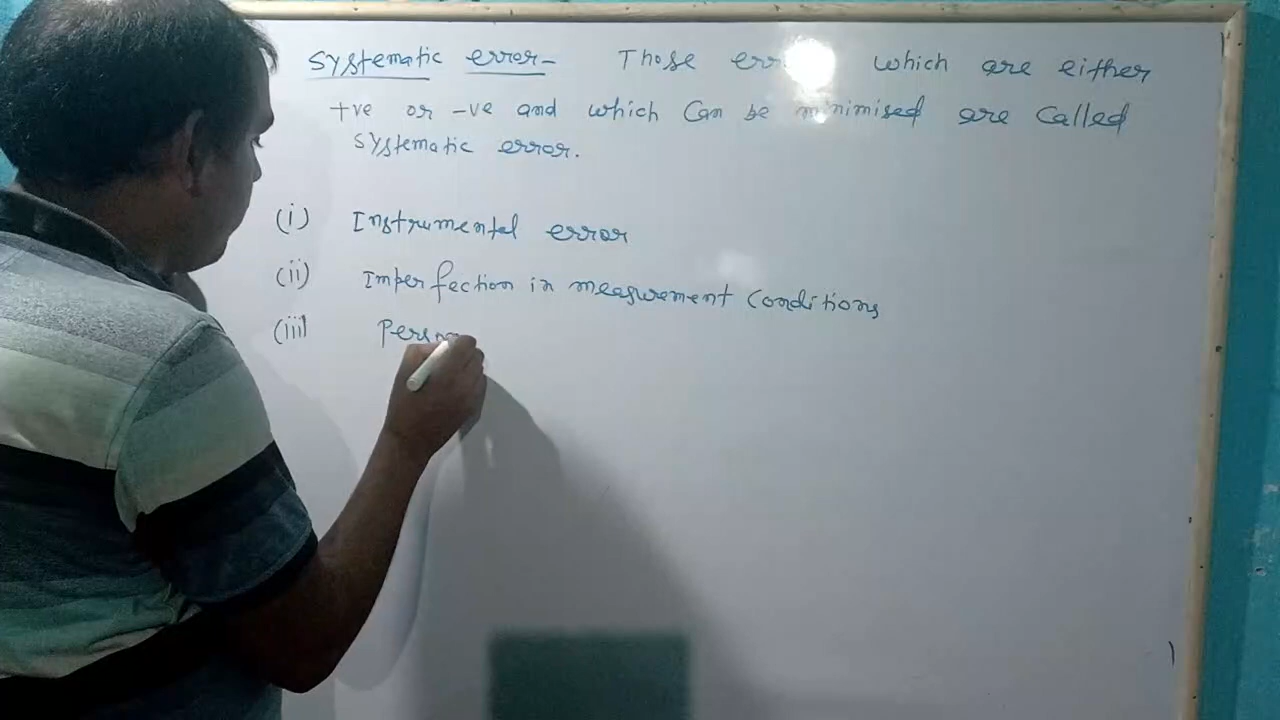 Systematic error- Those which are either
+ve or -ve and which Can be minimised are Called
Systematic error.
(i) Instrumental error
(ii) Imperfection in measurement Conditions
(iii)